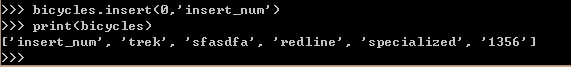 >>> bicycles.insert(0,'insert_num')
>>> print(bicycles)
['insert_num', 'trek', 'sfasdfa', 'redline', 'specialized', '1356']
>>>